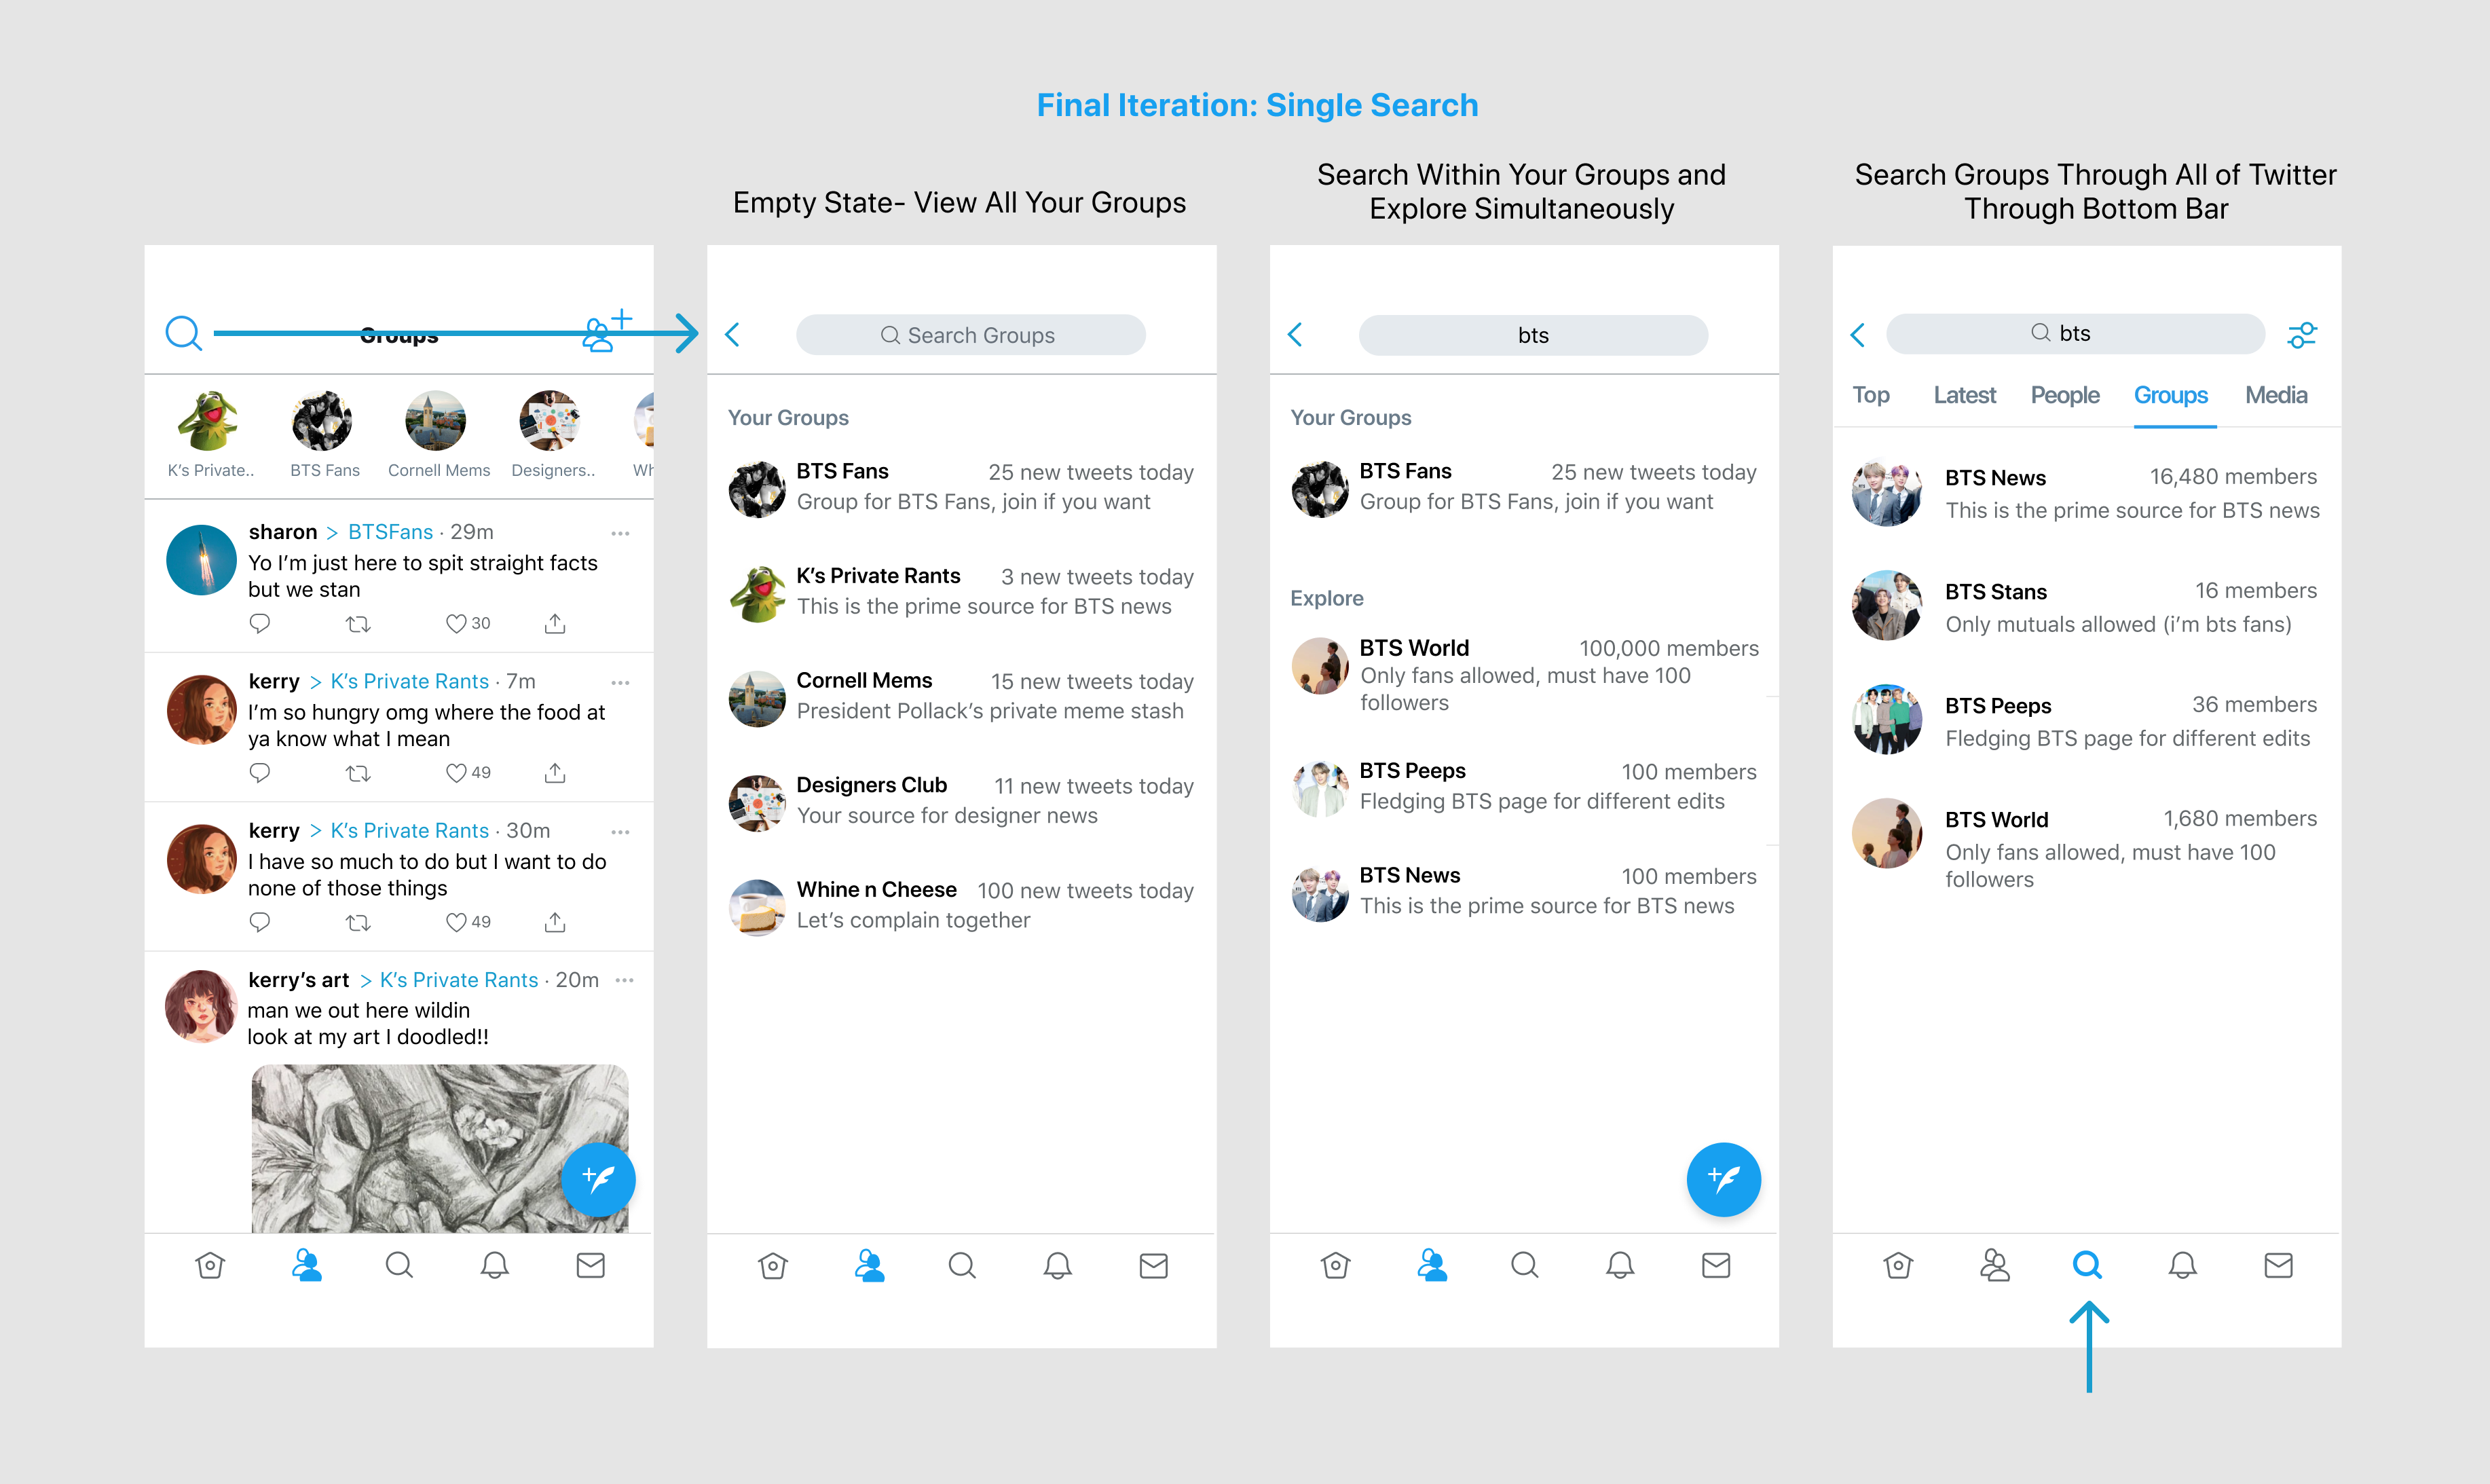 Final Iteration: Single Search
Empty State- View All Your Groups
Search Within Your Groups and
Explore Simultaneously
Search Groups Through All of Twitter
Through Bottom Bar
Groups
K’s Private..
BTS Fans
Cornell Mems
Designers..
Wh
sharon > BTSFans · 29m
Yo I’m just here to spit straight facts
but we stan
30
kerry > K’s Private Rants · 7m
I’m so hungry omg where the food at
ya know what I mean
49
kerry > K’s Private Rants · 30m
I have so much to do but I want to do
none of those things
49
kerry’s art > K’s Private Rants · 20m
man we out here wildin
look at my art I doodled!!
Search Groups
Your Groups
BTS Fans 25 new tweets today
Group for BTS Fans, join if you want
K’s Private Rants 3 new tweets today
This is the prime source for BTS news
Cornell Mems 15 new tweets today
President Pollack’s private meme stash
Designers Club 11 new tweets today
Your source for designer news
Whine n Cheese 100 new tweets today
Let’s complain together
bts
Your Groups
BTS Fans 25 new tweets today
Group for BTS Fans, join if you want
Explore
BTS World 100,000 members
Only fans allowed, must have 100
followers
BTS Peeps 100 members
Fledging BTS page for different edits
BTS News 100 members
This is the prime source for BTS news
bts
Top Latest People Groups Media
BTS News 16,480 members
This is the prime source for BTS news
BTS Stans 16 members
Only mutuals allowed (i’m bts fans)
BTS Peeps 36 members
Fledging BTS page for different edits
BTS World 1,680 members
Only fans allowed, must have 100
followers